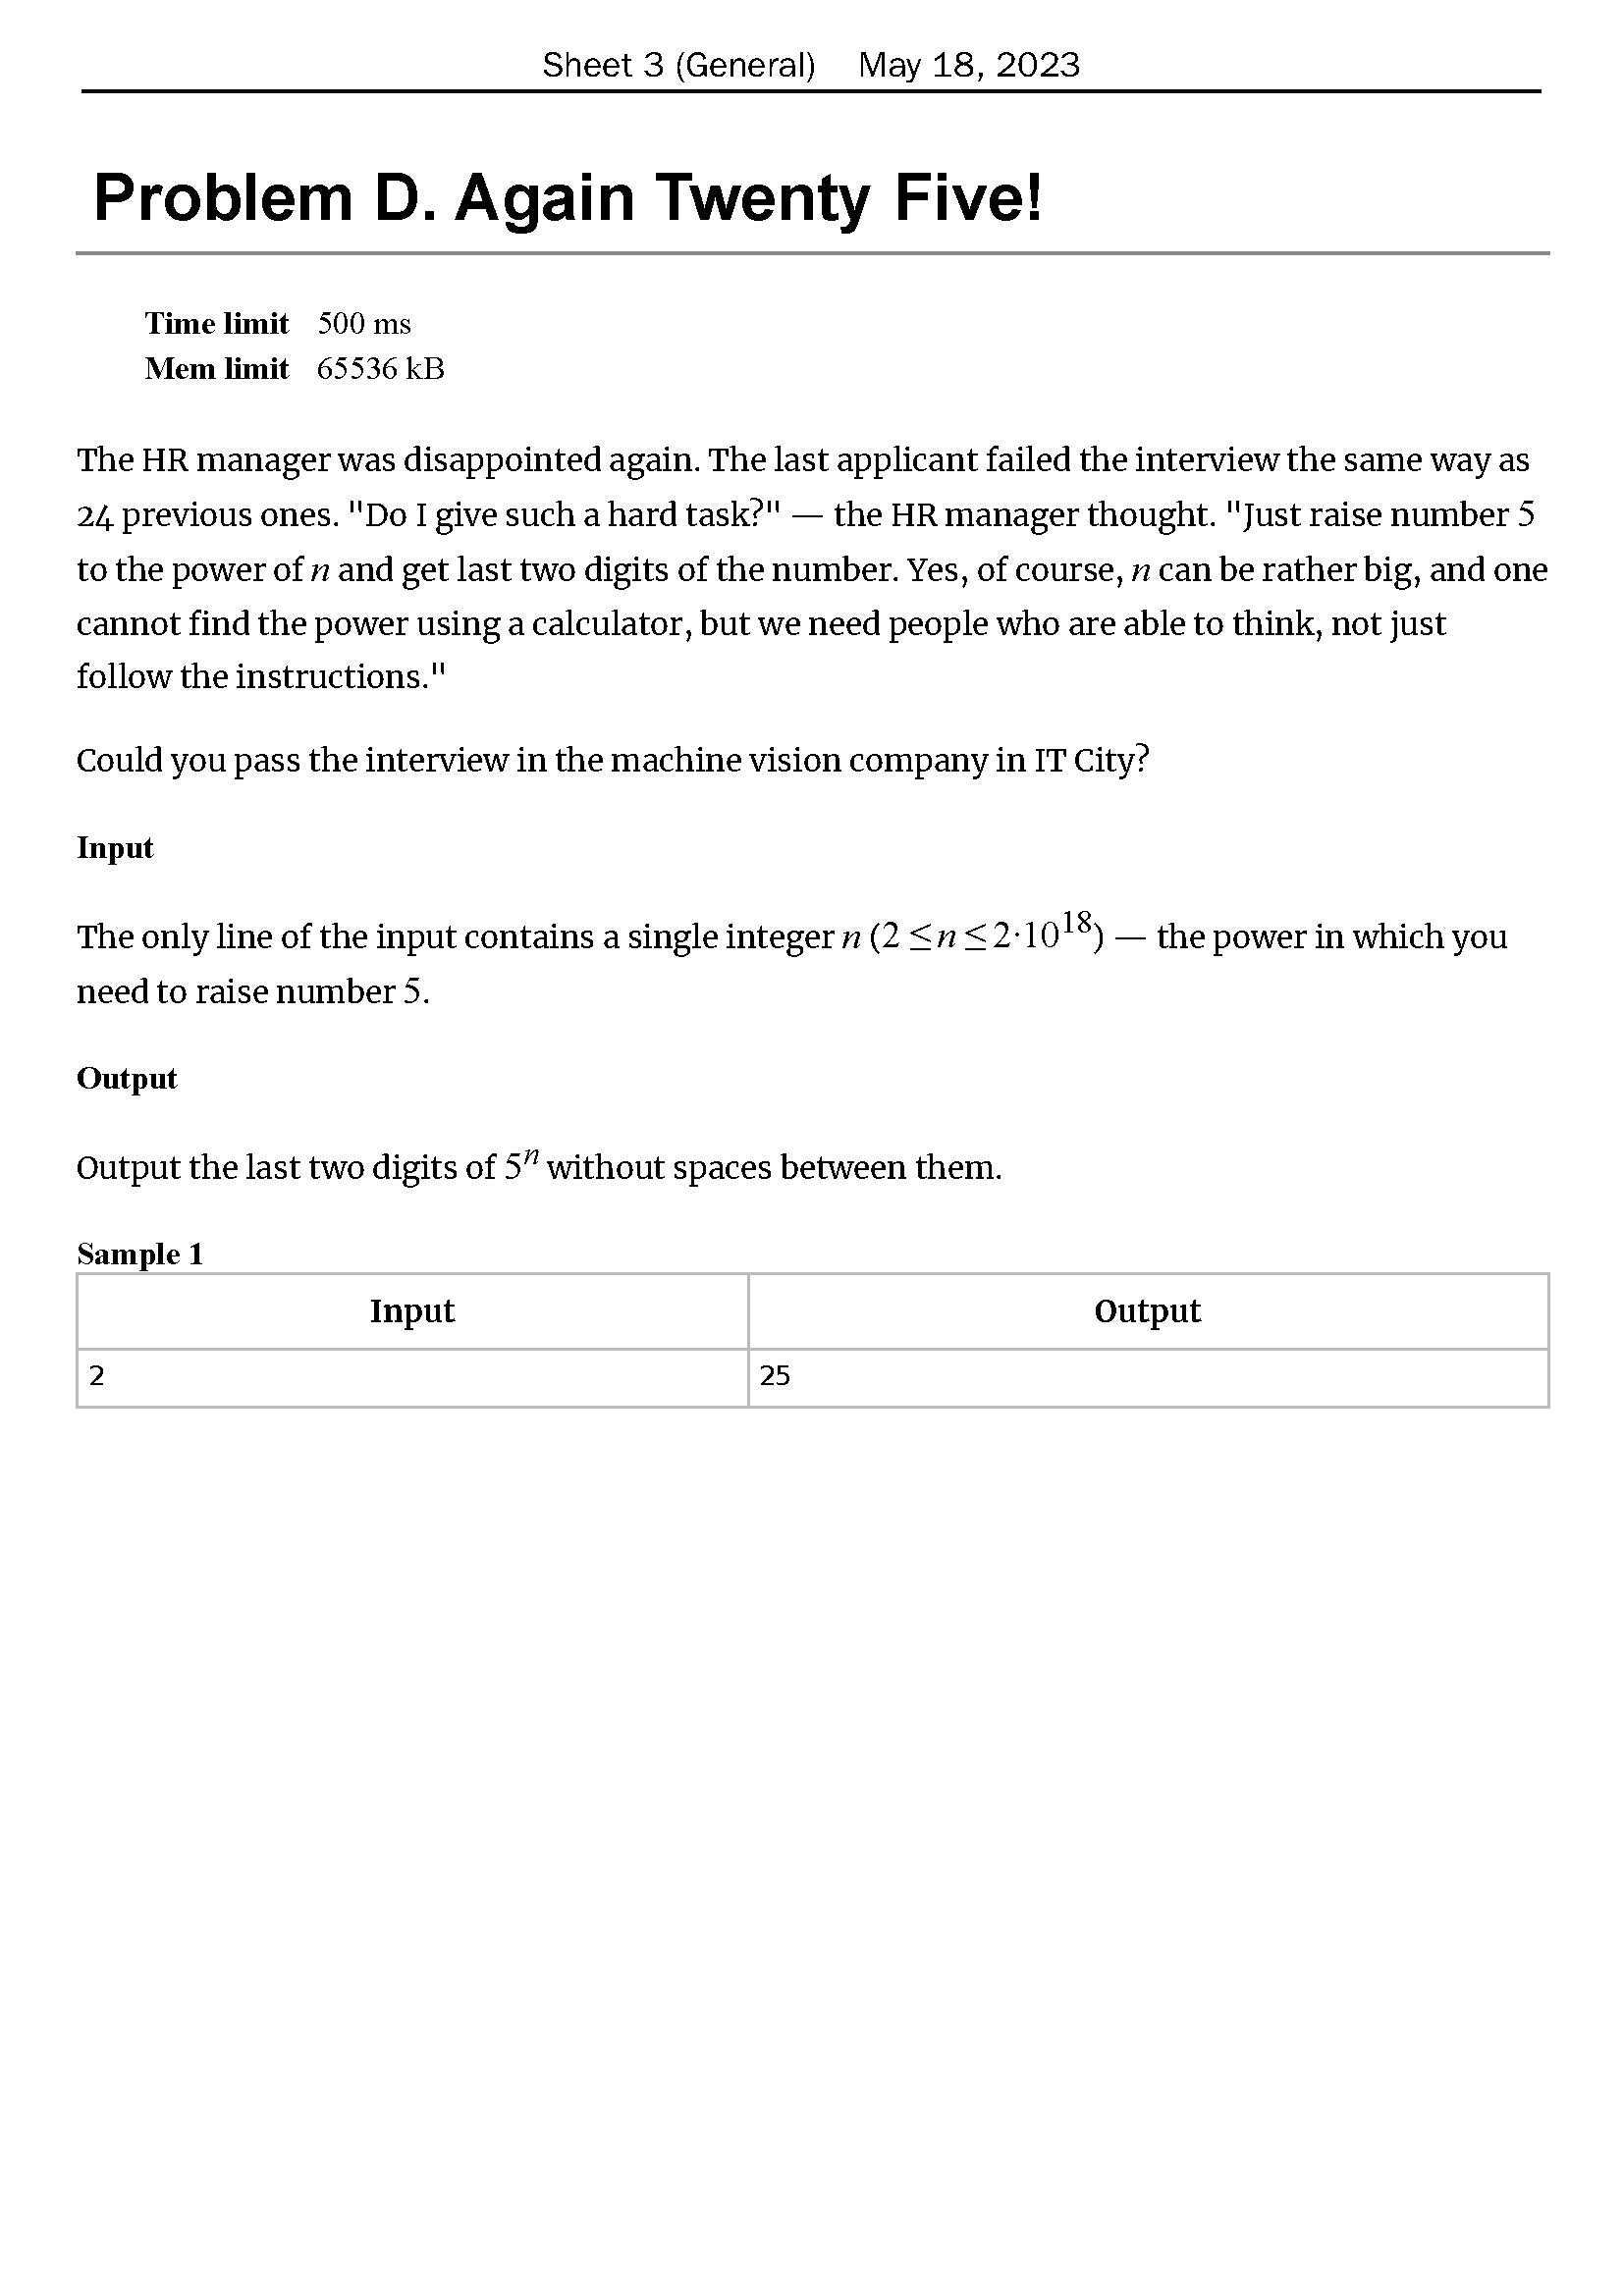 Sheet 3 (General) May 18, 2023
Problem D. Again Twenty Five!
Time limit 500 ms
Mem limit 65536 kB
The HR manager was disappointed again. The last applicant failed the interview the same way as
24 previous ones. "Do I give such a hard task?" — the HR manager thought. "Just raise number 5
to the power of n and get last two digits of the number. Yes, of course, n can be rather big, and one
cannot find the power using a calculator, but we need people who are able to think, not just
follow the instructions."
Could you pass the interview in the machine vision company in IT City?
Input
The only line of the input contains a single integer n (2 ≤ n ≤ 2·10^18) — the power in which you
need to raise number 5.
Output
Output the last two digits of 5^n without spaces between them.
Sample 1
Input Output
2 25